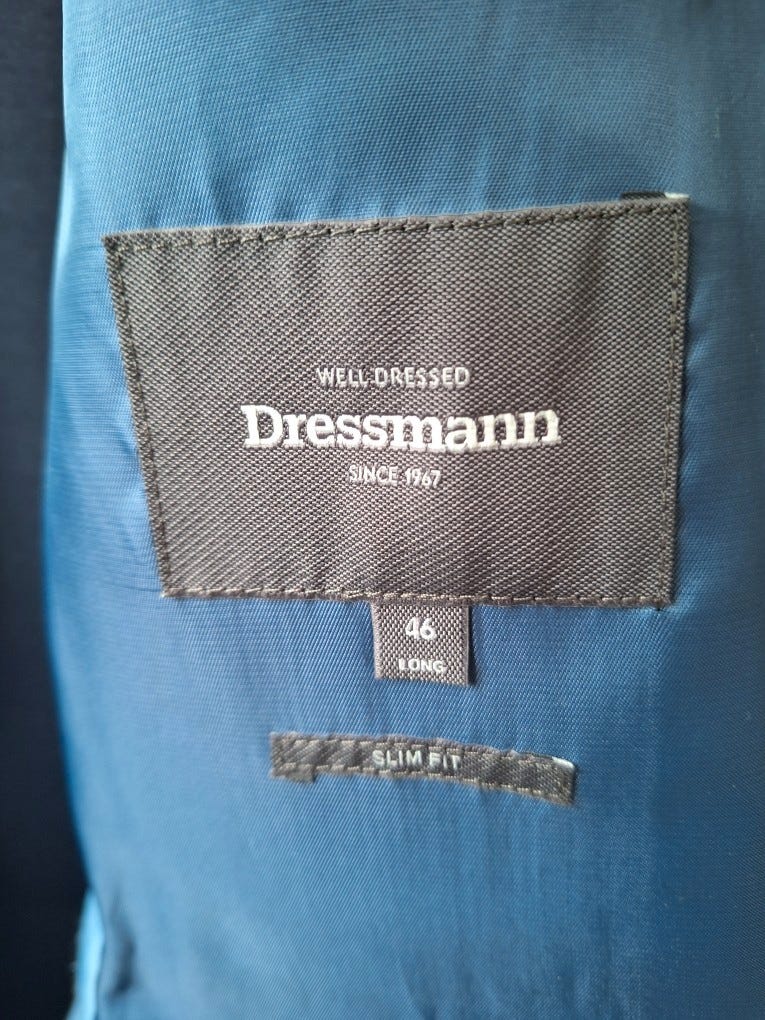 WELL DRESSED
Dressmann
SINCE 1967
46
LONG
SLIM FIT